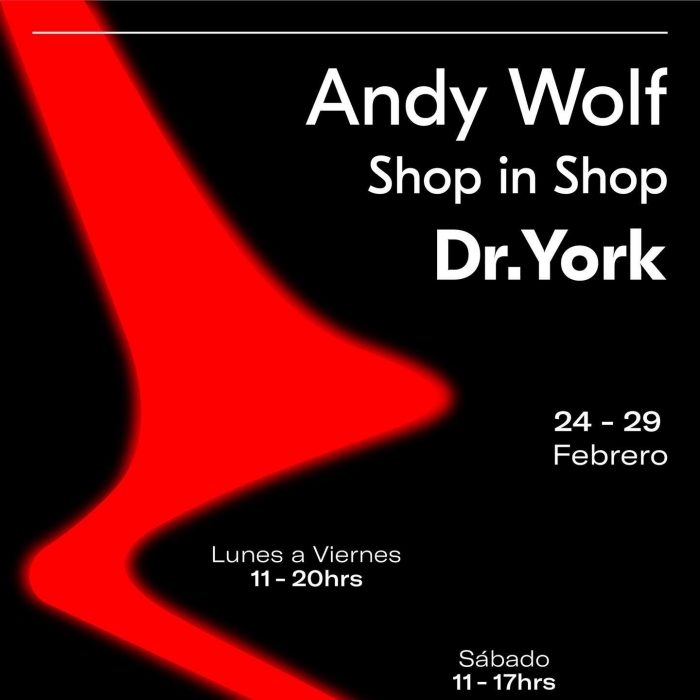 Andy Wolf
Shop in Shop
Dr.York
24 - 29
Febrero
Lunes a Viernes
11 - 20hrs
Sábado
11 - 17hrs